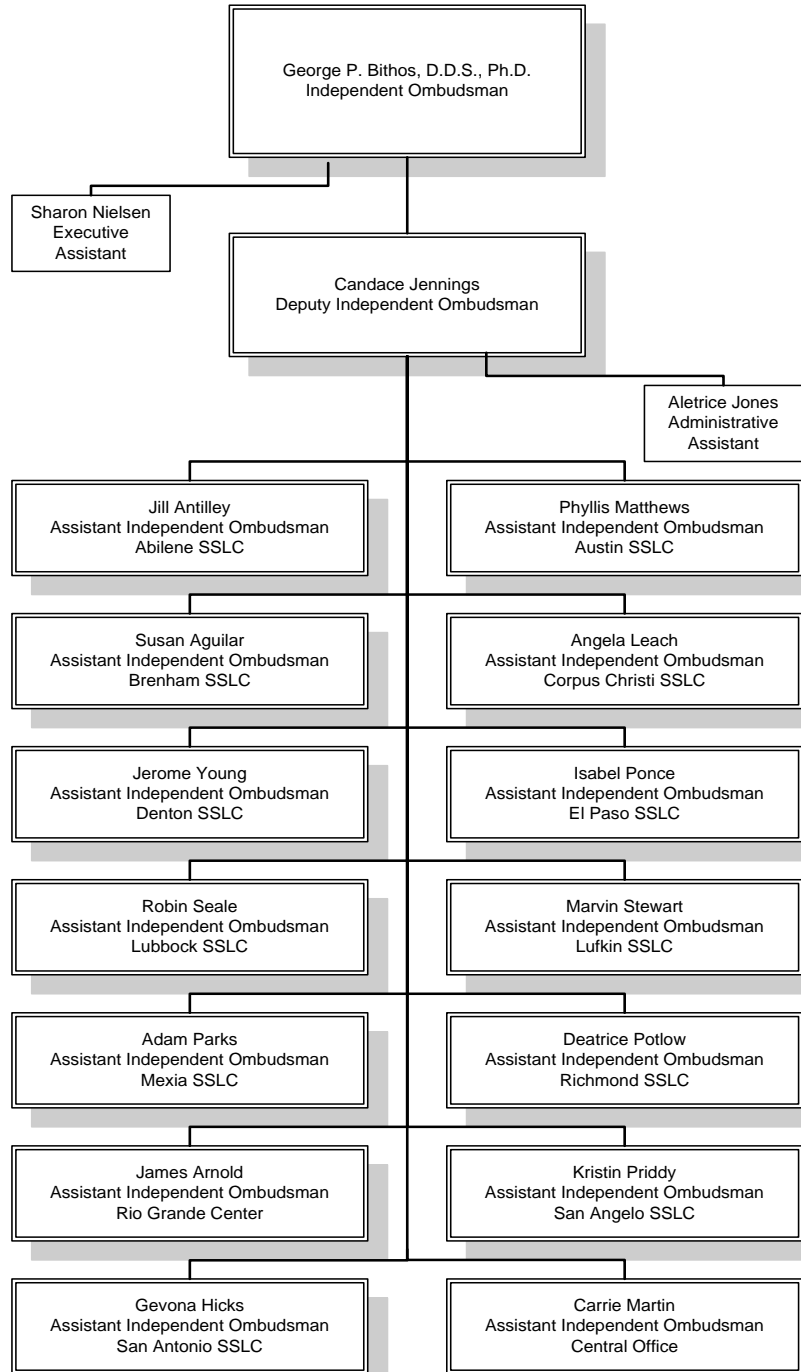 George P. Bithos, D.D.S., Ph.D.
Independent Ombudsman
Sharon Nielsen
Executive
Assistant
Candace Jennings
Deputy Independent Ombudsman
Aletrice Jones
Administrative
Assistant
Jill Antilley
Assistant Independent Ombudsman
Abilene SSLC
Phyllis Matthews
Assistant Independent Ombudsman
Austin SSLC
Susan Aguilar
Assistant Independent Ombudsman
Brenham SSLC
Angela Leach
Assistant Independent Ombudsman
Corpus Christi SSLC
Jerome Young
Assistant Independent Ombudsman
Denton SSLC
Isabel Ponce
Assistant Independent Ombudsman
El Paso SSLC
Robin Seale
Assistant Independent Ombudsman
Lubbock SSLC
Marvin Stewart
Assistant Independent Ombudsman
Lufkin SSLC
Adam Parks
Assistant Independent Ombudsman
Mexia SSLC
Deatrice Potlow
Assistant Independent Ombudsman
Richmond SSLC
James Arnold
Assistant Independent Ombudsman
Rio Grande Center
Kristin Priddy
Assistant Independent Ombudsman
San Angelo SSLC
Gevona Hicks
Assistant Independent Ombudsman
San Antonio SSLC
Carrie Martin
Assistant Independent Ombudsman
Central Office